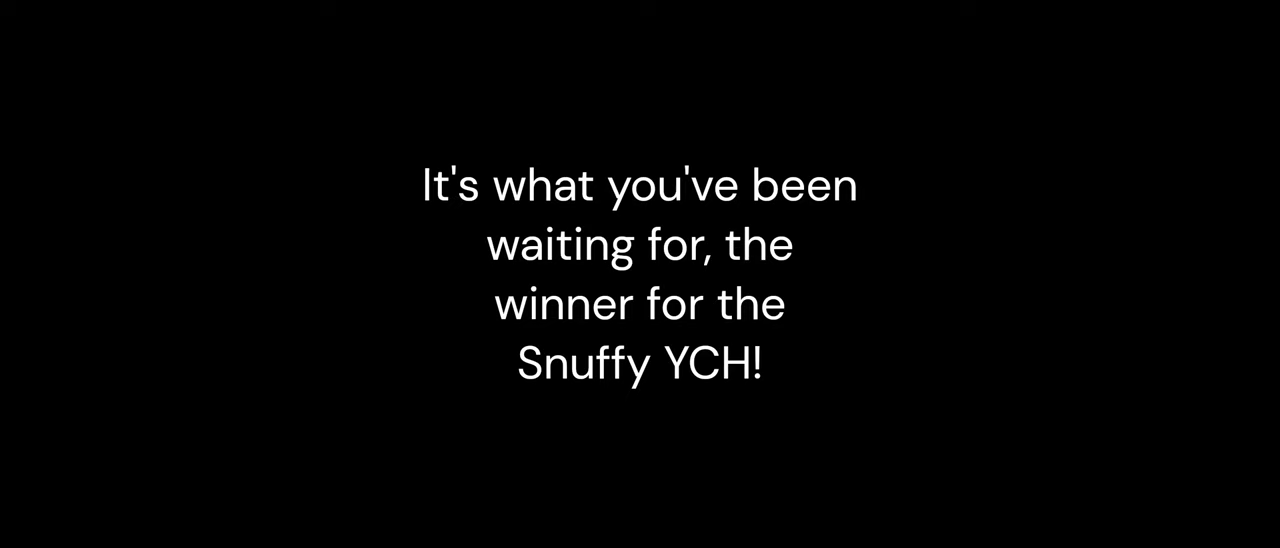 It's what you've been
waiting for, the
winner for the
Snuffy YCH!